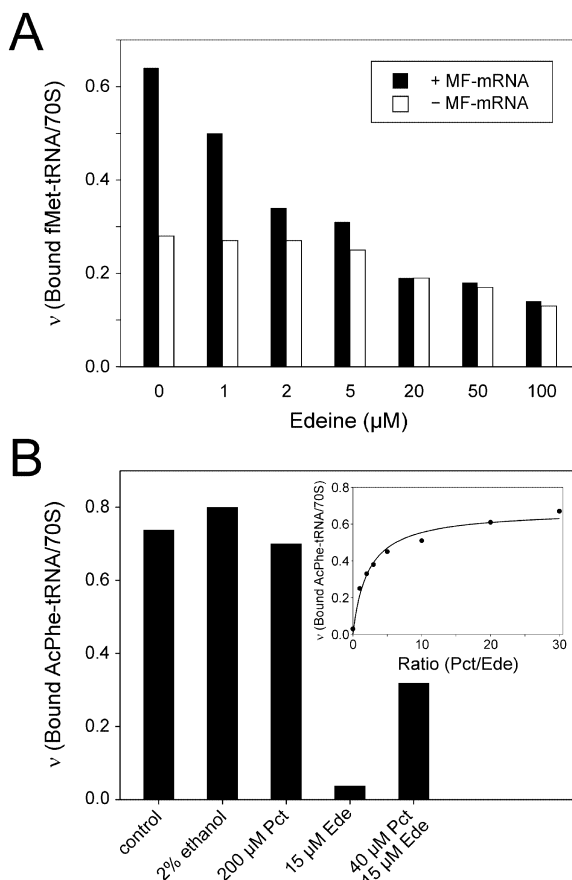 A
ν (Bound fMet-tRNA/70S)
0.6
0.4
0.2
0.0
+ MF-mRNA
− MF-mRNA
0 1 2 5 20 50 100
Edeine (µM)
B
ν (Bound AcPhe-tRNA/70S)
0.8
0.6
0.4
0.2
0.0
ν (Bound AcPhe-tRNA/70S)
0.8
0.6
0.4
0.2
0.0
0 10 20 30
Ratio (Pct/Ede)
control
2% ethanol
200 µM Pct
15 µM Ede
40 µM Pct
15 µM Ede